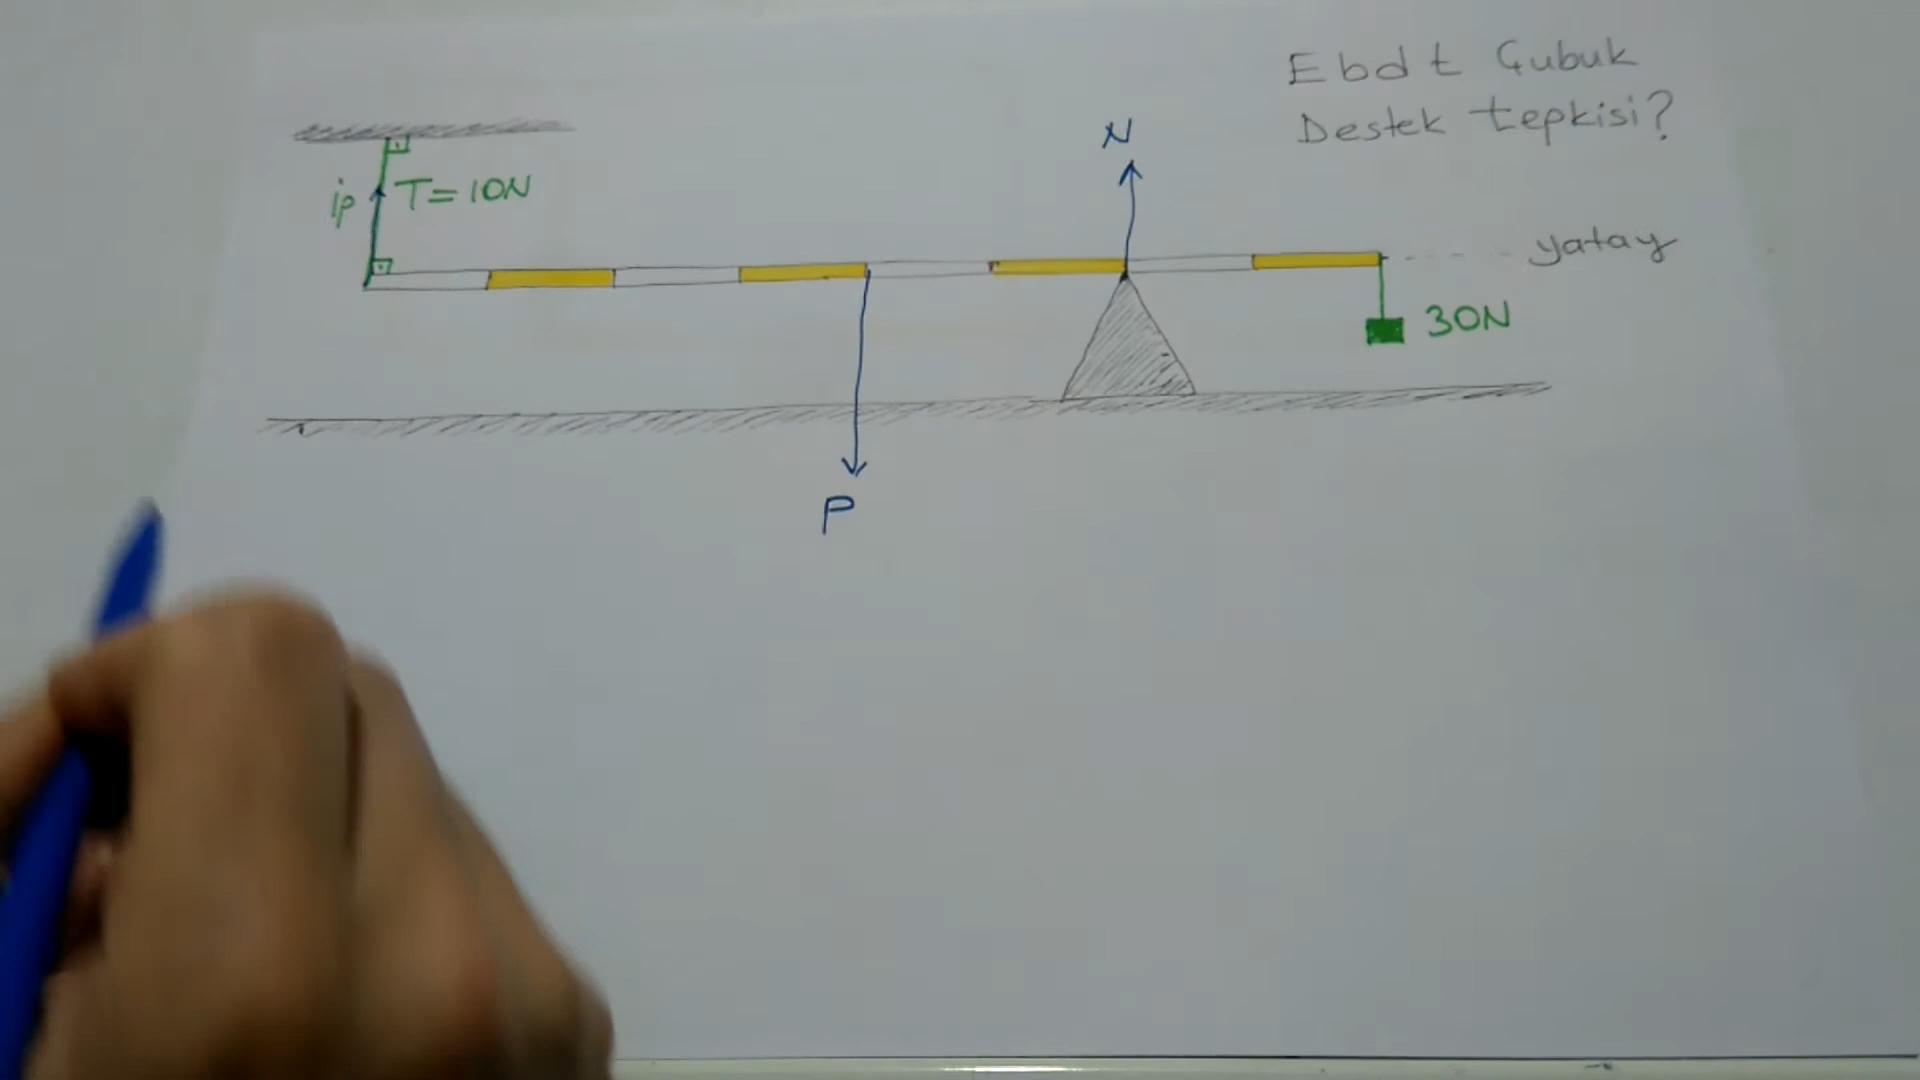 Ebdt Çubuk
Destek tepkisi?
N
ip T=10N
yatay
30N
P